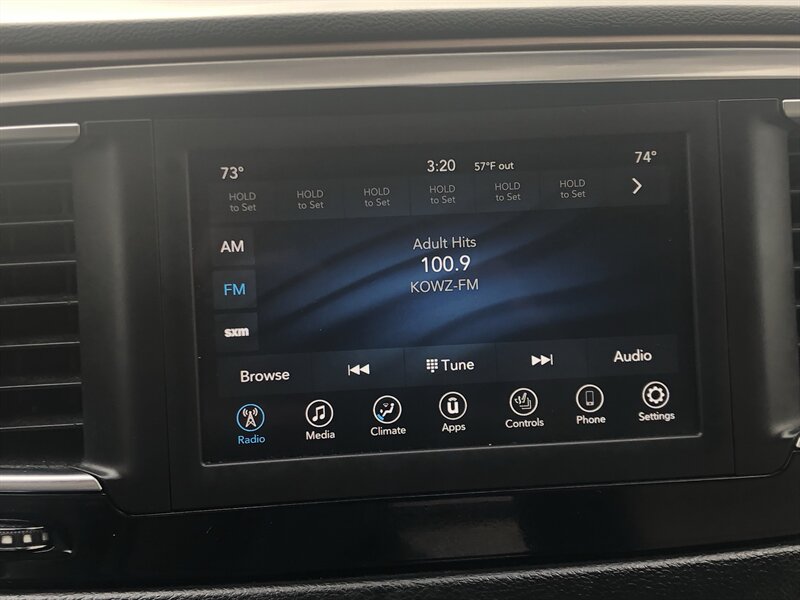 73° 3:20 57°F out 74°
HOLD to Set
HOLD to Set
HOLD to Set
HOLD to Set
HOLD to Set
HOLD to Set
AM
FM
sxm
Adult Hits
100.9
KOWZ-FM
Browse Tune Audio
Radio Media Climate Apps Controls Phone Settings